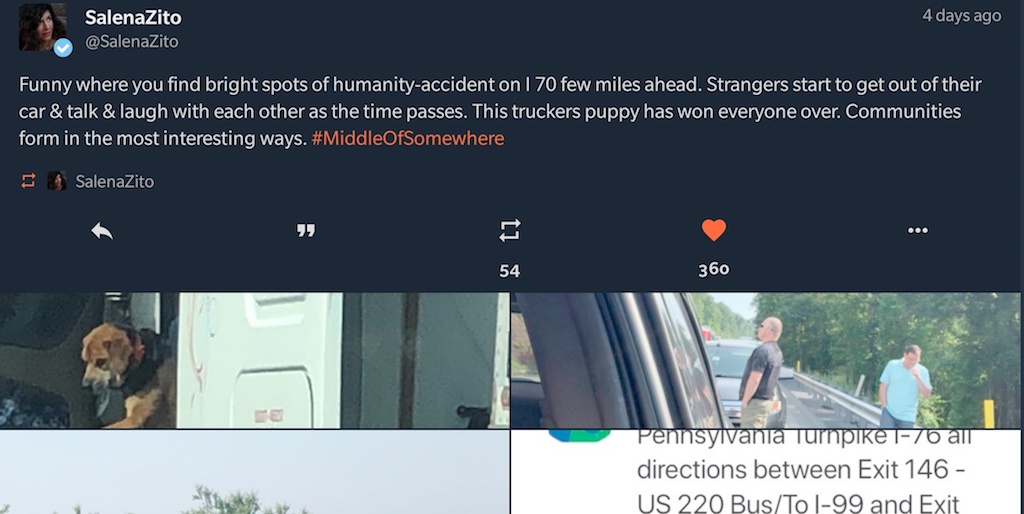 SalenaZito
4 days ago
@SalenaZito
Funny where you find bright spots of humanity-accident on I 70 few miles ahead. Strangers start to get out of their
car & talk & laugh with each other as the time passes. This truckers puppy has won everyone over. Communities
form in the most interesting ways. #MiddleOfSomewhere
SalenaZito
54
360
Pennsylvania Turnpike I-76 all
directions between Exit 146 -
US 220 Bus/To I-99 and Exit